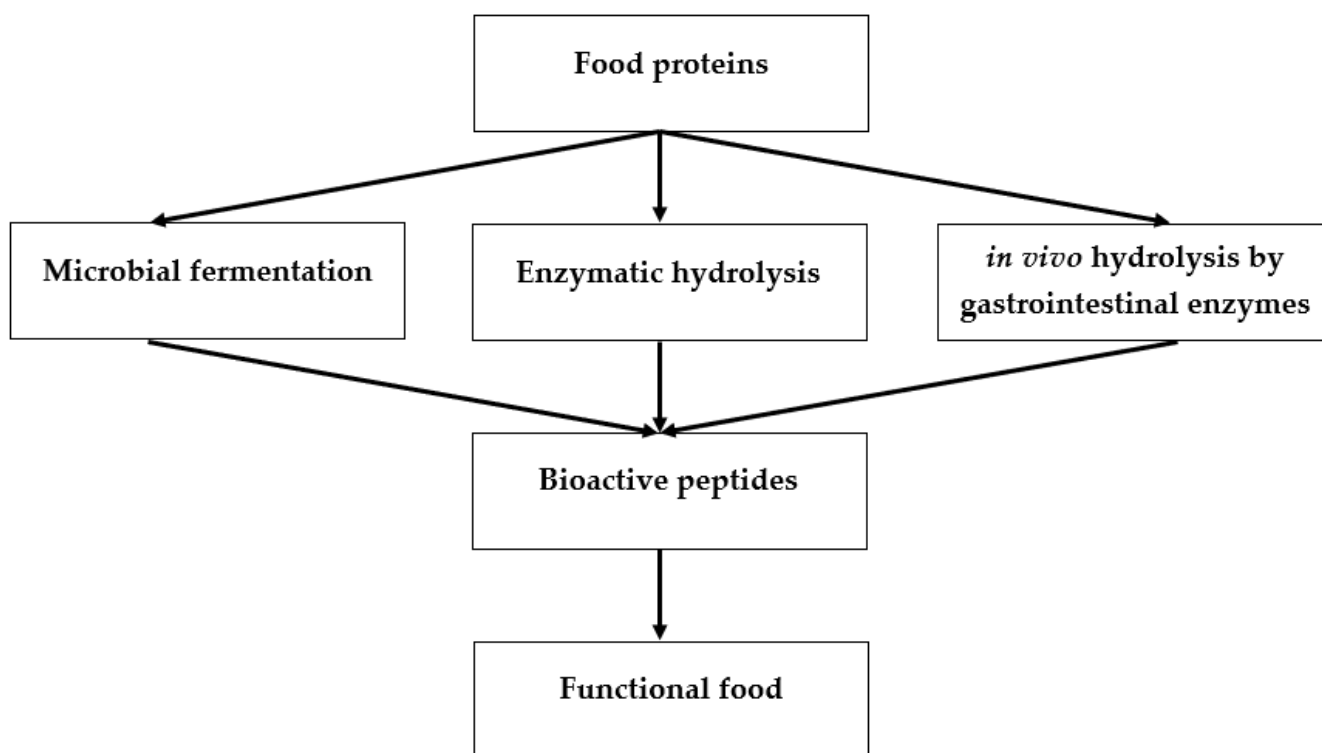 Food proteins
Microbial fermentation
Enzymatic hydrolysis
in vivo hydrolysis by
gastrointestinal enzymes
Bioactive peptides
Functional food